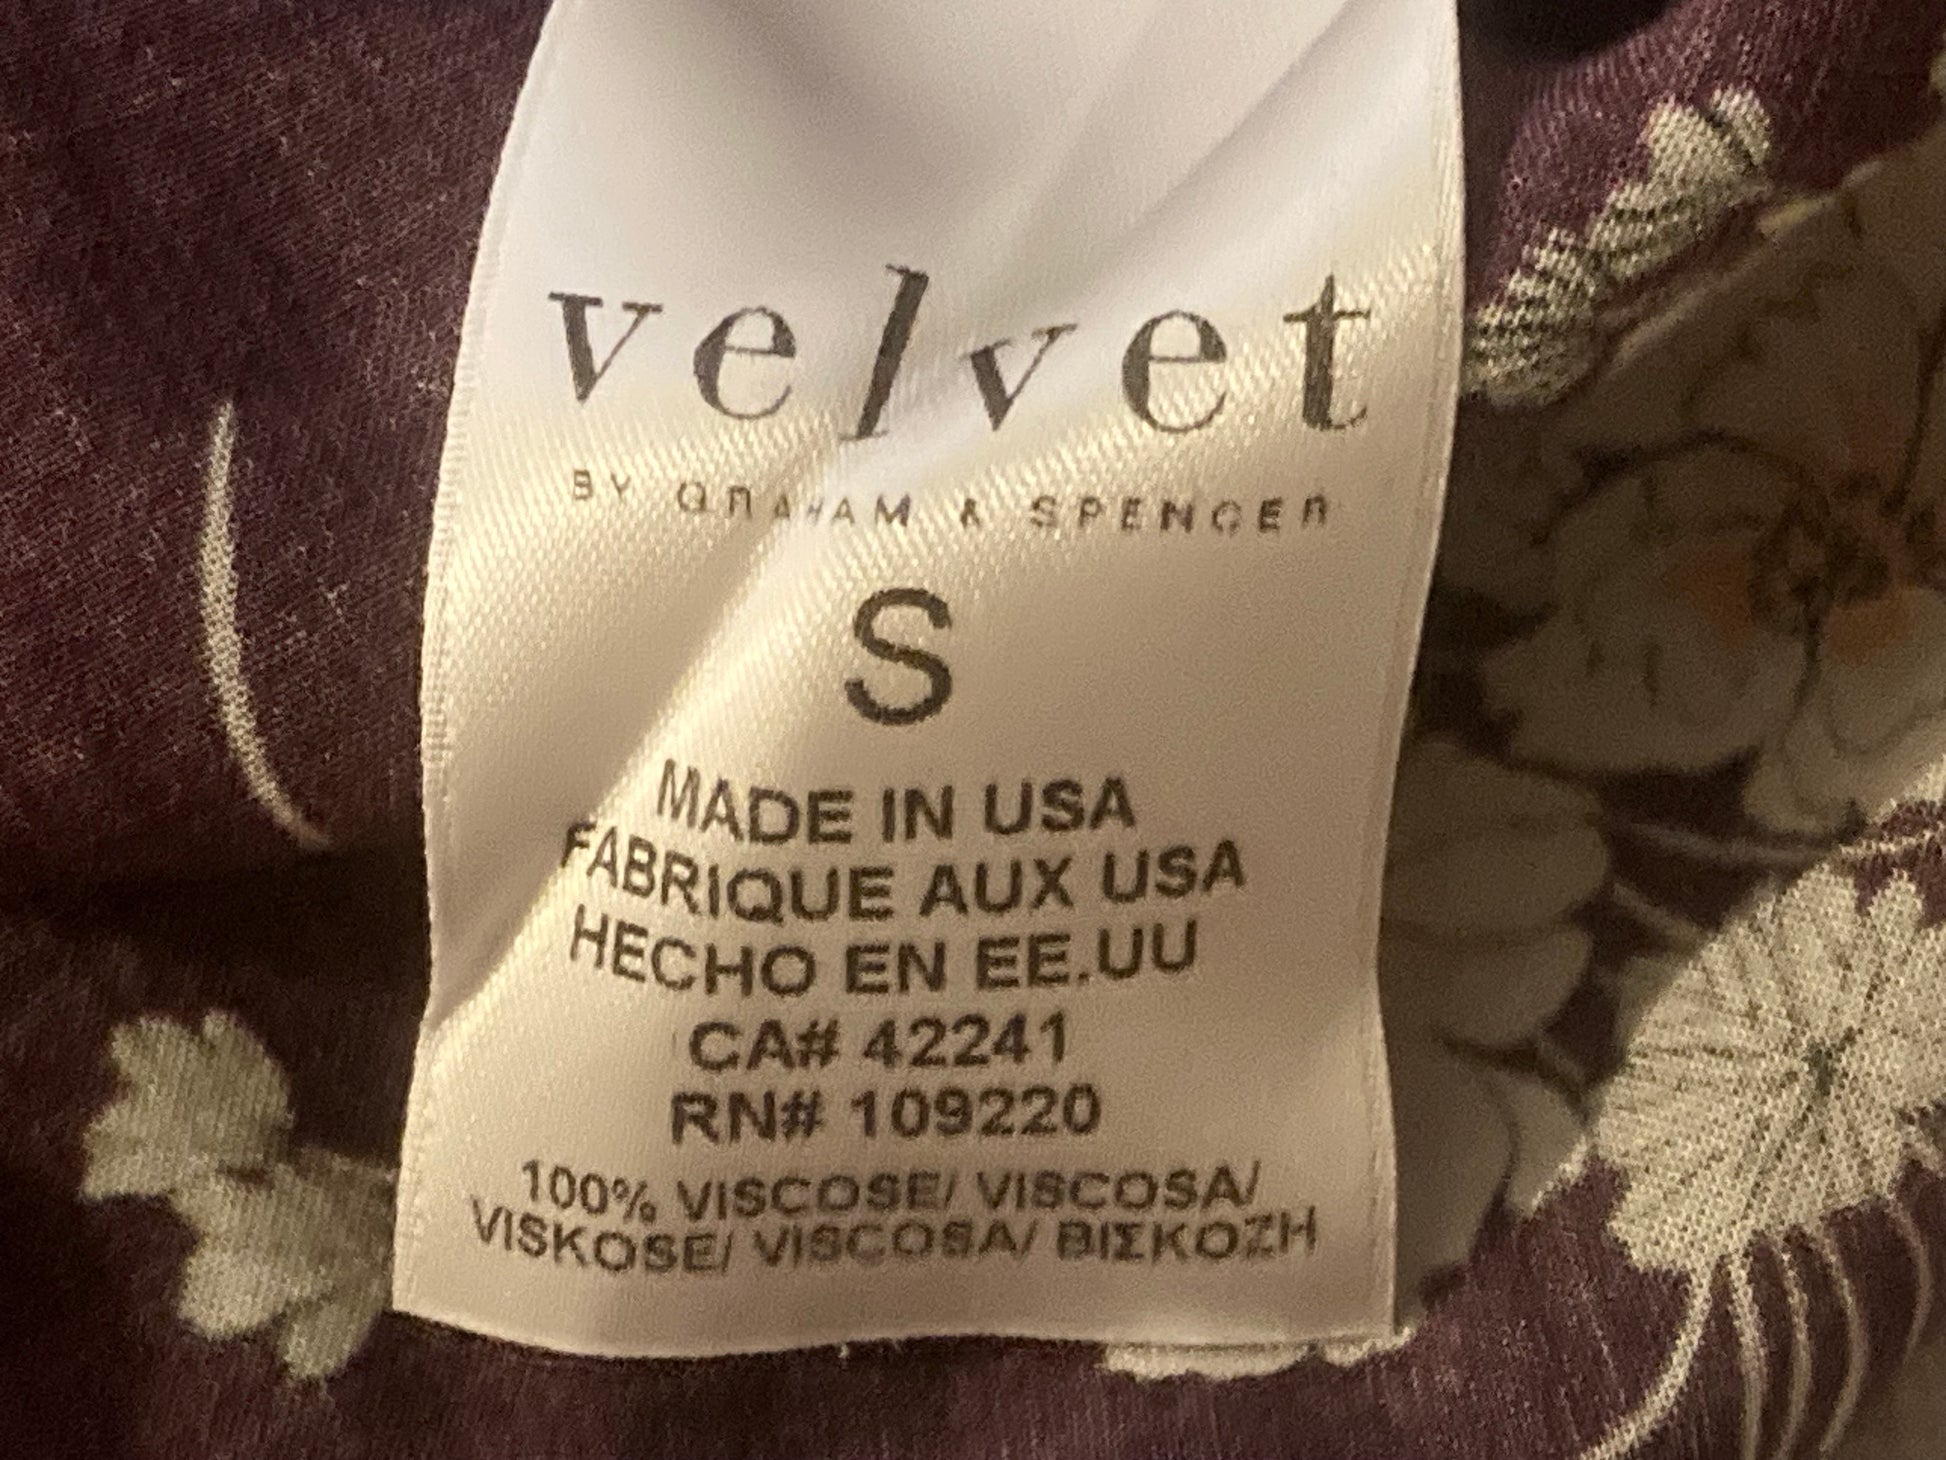 velvet
BY GRAHAM & SPENCER
S
MADE IN USA
FABRIQUE AUX USA
HECHO EN EE.UU
CA# 42241
RN# 109220
100% VISCOSE/ VISCOSA/
VISKOSE/ VISCOSA/ ΒΙΣΚΟΖΗ